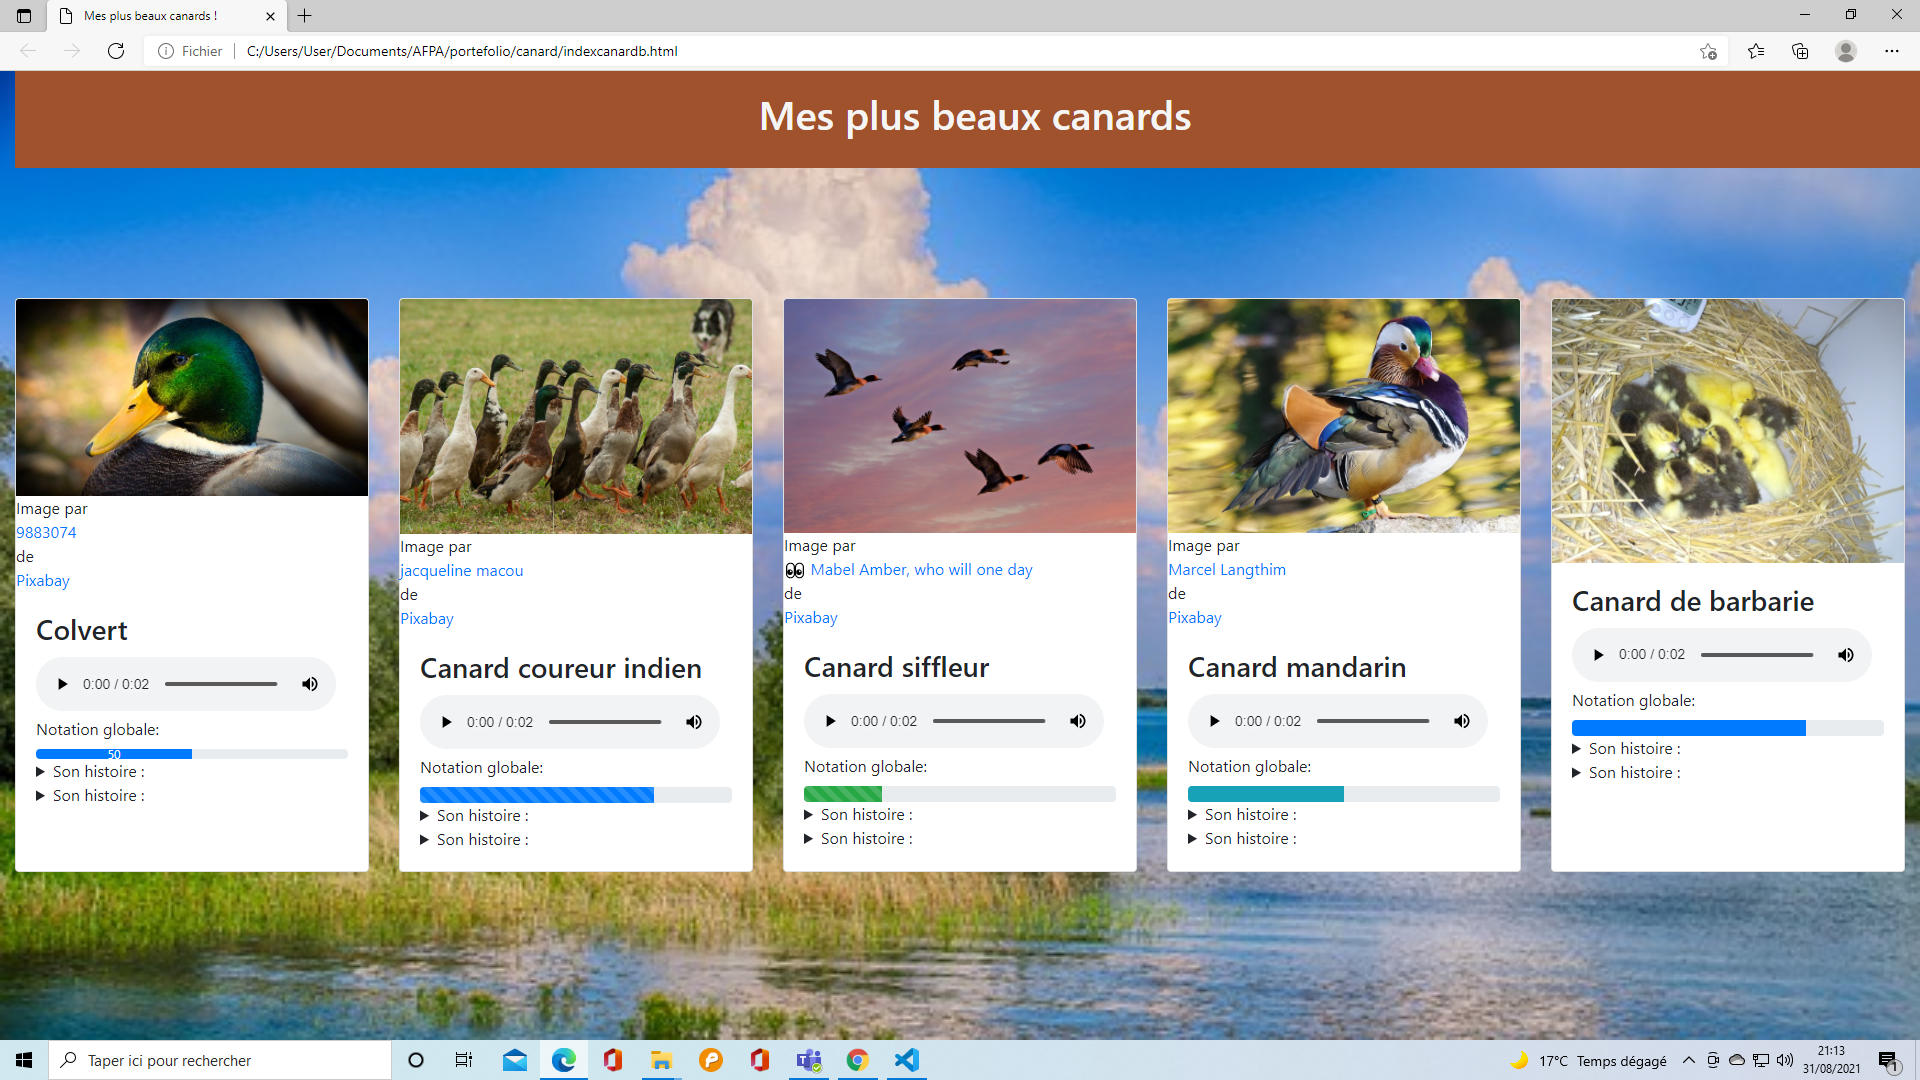 Mes plus beaux canards !
Fichier
C:/Users/User/Documents/AFPA/portefolio/canard/indexcanardb.html
Mes plus beaux canards
Image par
9883074
de
Pixabay
Colvert
0:00 / 0:02
Notation globale:
50
Son histoire :
Son histoire :
Image par
jacqueline macou
de
Pixabay
Canard coureur indien
0:00 / 0:02
Notation globale:
Son histoire :
Son histoire :
Image par
👀 Mabel Amber, who will one day
de
Pixabay
Canard siffleur
0:00 / 0:02
Notation globale:
Son histoire :
Son histoire :
Image par
Marcel Langthim
de
Pixabay
Canard mandarin
0:00 / 0:02
Notation globale:
Son histoire :
Son histoire :
Canard de barbarie
0:00 / 0:02
Notation globale:
Son histoire :
Son histoire :
Taper ici pour rechercher
17°C Temps dégagé
21:13
31/08/2021
1